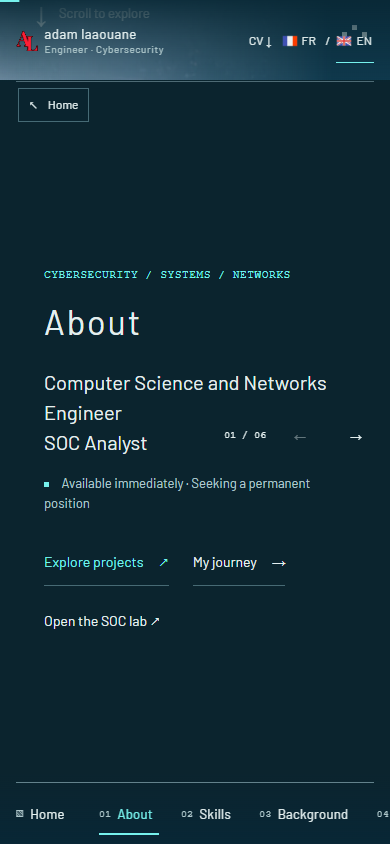 Scroll to explore
adam laaouane
Engineer · Cybersecurity
CV ↓ FR / EN
↖ Home
CYBERSECURITY / SYSTEMS / NETWORKS
About
Computer Science and Networks
Engineer
SOC Analyst
01 / 06 ← →
Available immediately · Seeking a permanent
position
Explore projects ↗ My journey →
Open the SOC lab ↗
Home 01 About 02 Skills 03 Background 04